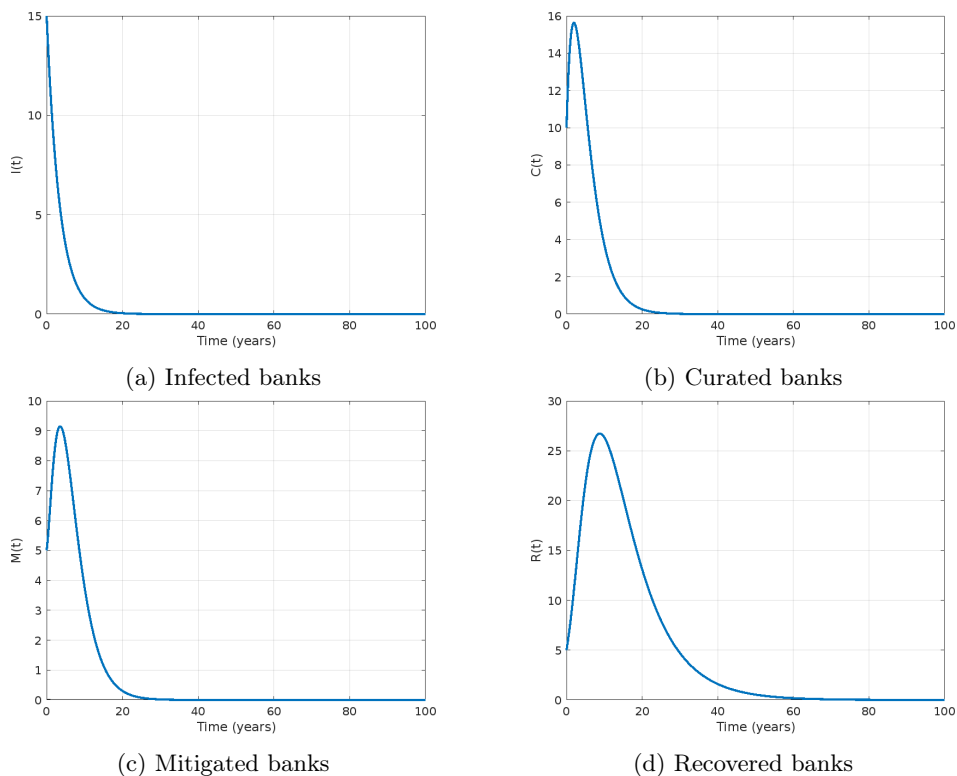 15
10
5
0
I(t)
0 20 40 60 80 100
Time (years)
(a) Infected banks
16
14
12
10
8
6
4
2
0
C(t)
0 20 40 60 80 100
Time (years)
(b) Curated banks
10
9
8
7
6
5
4
3
2
1
0
M(t)
0 20 40 60 80 100
Time (years)
(c) Mitigated banks
30
25
20
15
10
5
0
R(t)
0 20 40 60 80 100
Time (years)
(d) Recovered banks